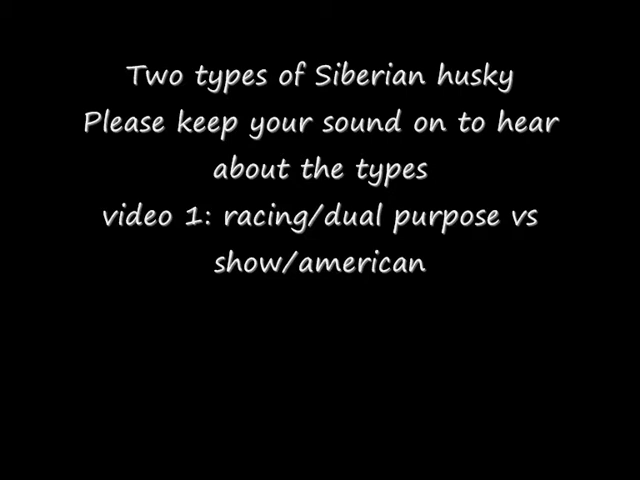 Two types of Siberian husky
Please keep your sound on to hear
about the types
video 1: racing/dual purpose vs
show/american